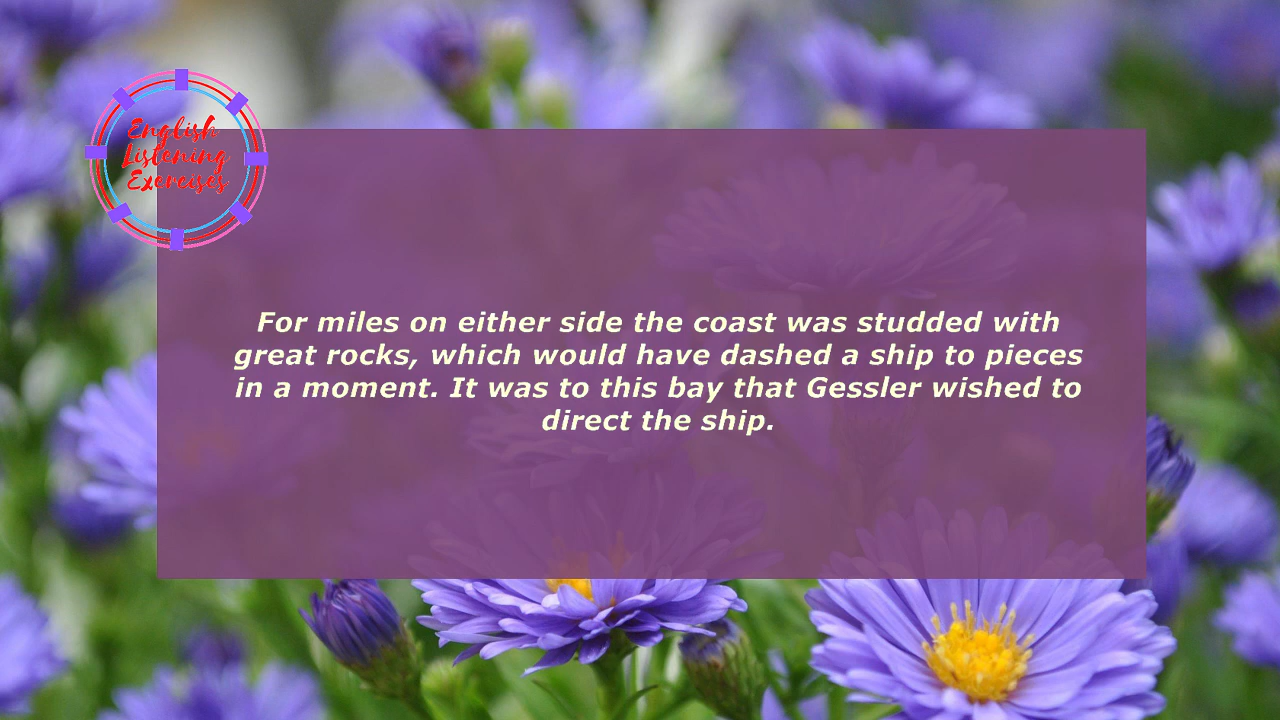 English
Listening
Exercises
For miles on either side the coast was studded with
great rocks, which would have dashed a ship to pieces
in a moment. It was to this bay that Gessler wished to
direct the ship.